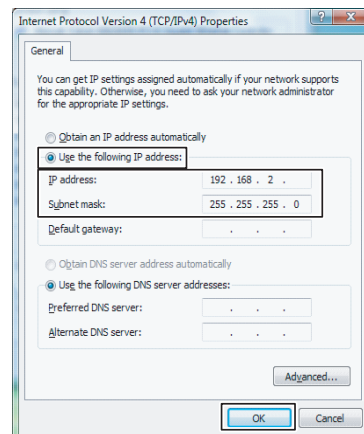 Internet Protocol Version 4 (TCP/IPv4) Properties
General
You can get IP settings assigned automatically if your network supports
this capability. Otherwise, you need to ask your network administrator
for the appropriate IP settings.
Obtain an IP address automatically
Use the following IP address:
IP address: 192 . 168 . 2 .
Subnet mask: 255 . 255 . 255 . 0
Default gateway: . . .
Obtain DNS server address automatically
Use the following DNS server addresses:
Preferred DNS server: . . .
Alternate DNS server: . . .
Advanced...
OK Cancel